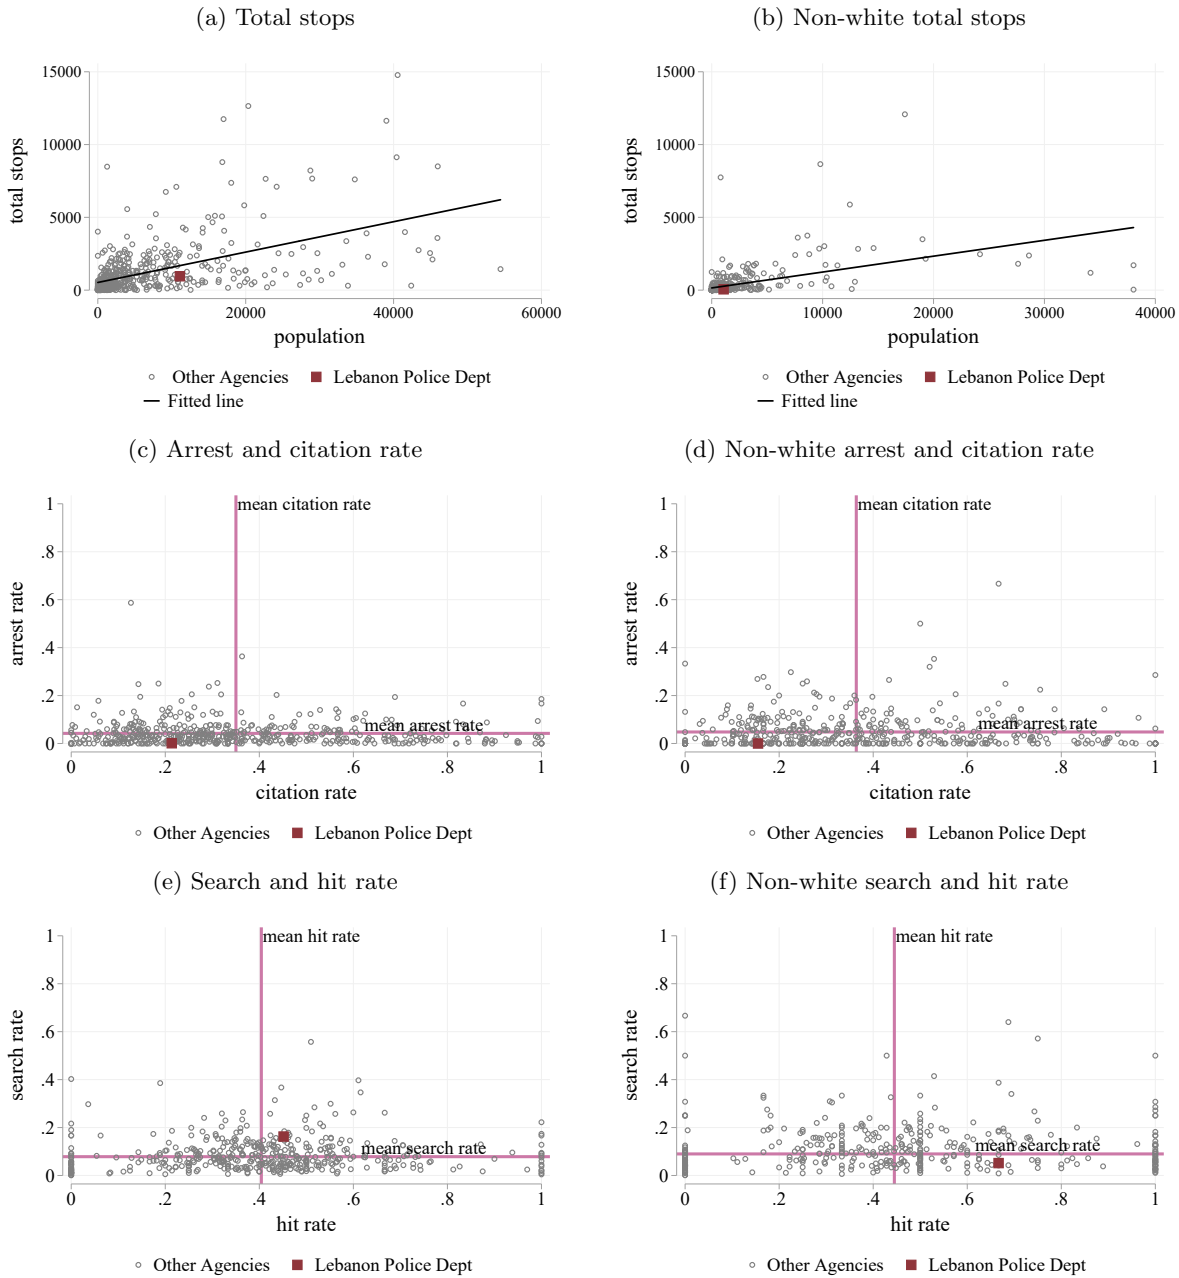 (a) Total stops
15000
10000
5000
0
total stops
0 20000 40000 60000
population
Other Agencies Lebanon Police Dept
Fitted line
(b) Non-white total stops
15000
10000
5000
0
total stops
0 10000 20000 30000 40000
population
Other Agencies Lebanon Police Dept
Fitted line
(c) Arrest and citation rate
1
.8
.6
.4
.2
0
arrest rate
mean citation rate
mean arrest rate
0 .2 .4 .6 .8 1
citation rate
Other Agencies Lebanon Police Dept
(d) Non-white arrest and citation rate
1
.8
.6
.4
.2
0
arrest rate
mean citation rate
mean arrest rate
0 .2 .4 .6 .8 1
citation rate
Other Agencies Lebanon Police Dept
(e) Search and hit rate
1
.8
.6
.4
.2
0
search rate
mean hit rate
mean search rate
0 .2 .4 .6 .8 1
hit rate
Other Agencies Lebanon Police Dept
(f) Non-white search and hit rate
1
.8
.6
.4
.2
0
search rate
mean hit rate
mean search rate
0 .2 .4 .6 .8 1
hit rate
Other Agencies Lebanon Police Dept